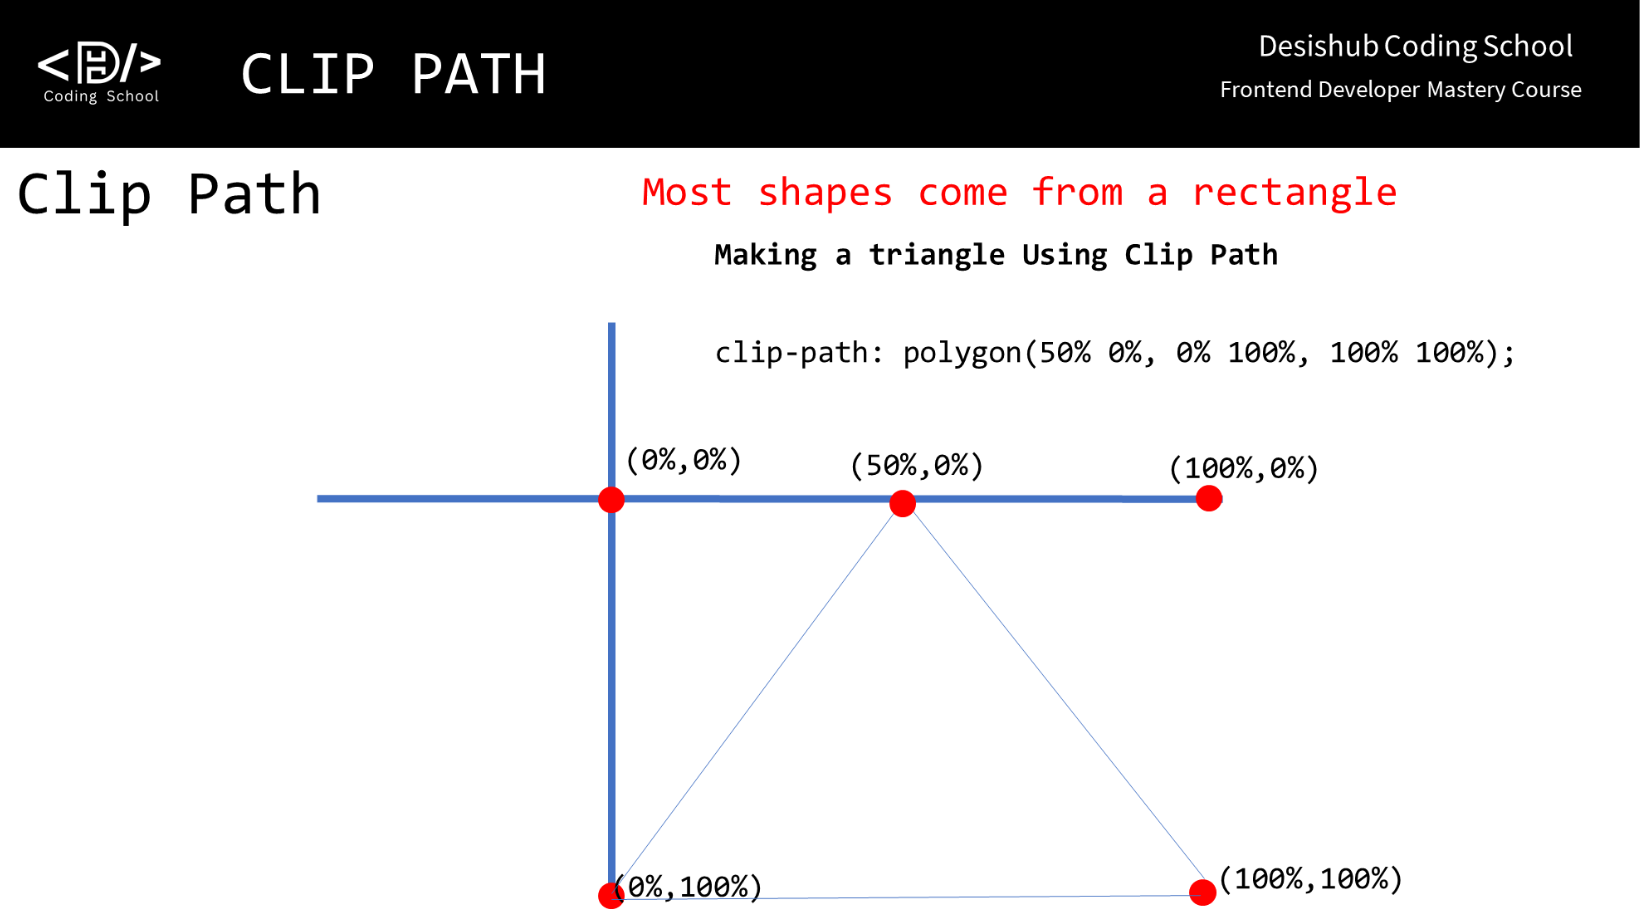 <DH/>
Coding School
CLIP PATH
Desishub Coding School
Frontend Developer Mastery Course
Clip Path
Most shapes come from a rectangle
Making a triangle Using Clip Path
clip-path: polygon(50% 0%, 0% 100%, 100% 100%);
(0%,0%)
(50%,0%)
(100%,0%)
(0%,100%)
(100%,100%)